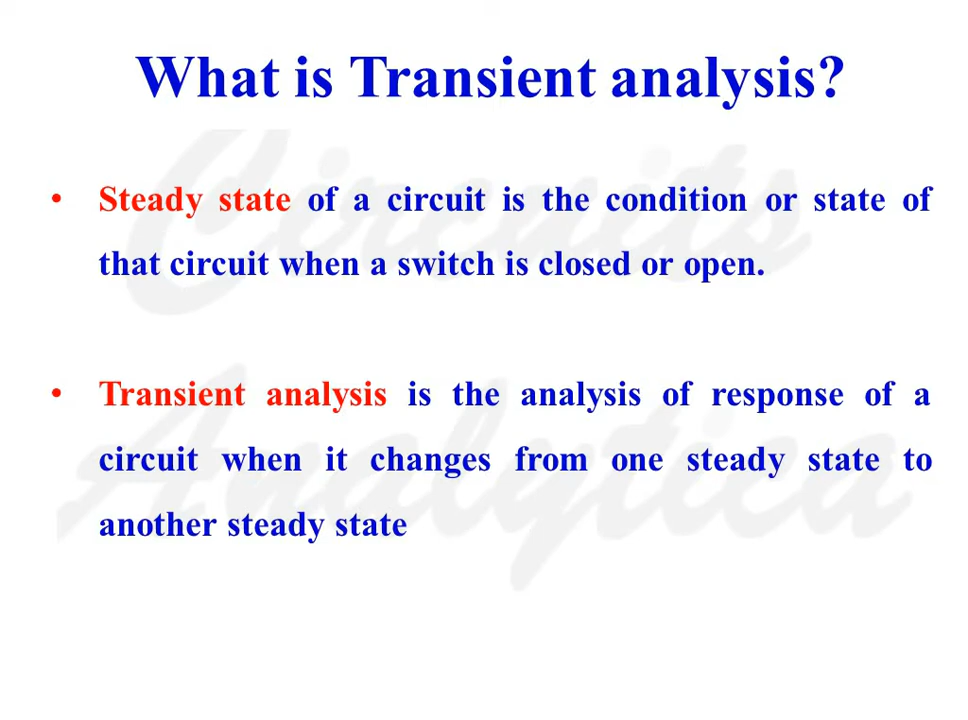 What is Transient analysis?
• Steady state of a circuit is the condition or state of
that circuit when a switch is closed or open.
• Transient analysis is the analysis of response of a
circuit when it changes from one steady state to
another steady state
Circuits
Analytica